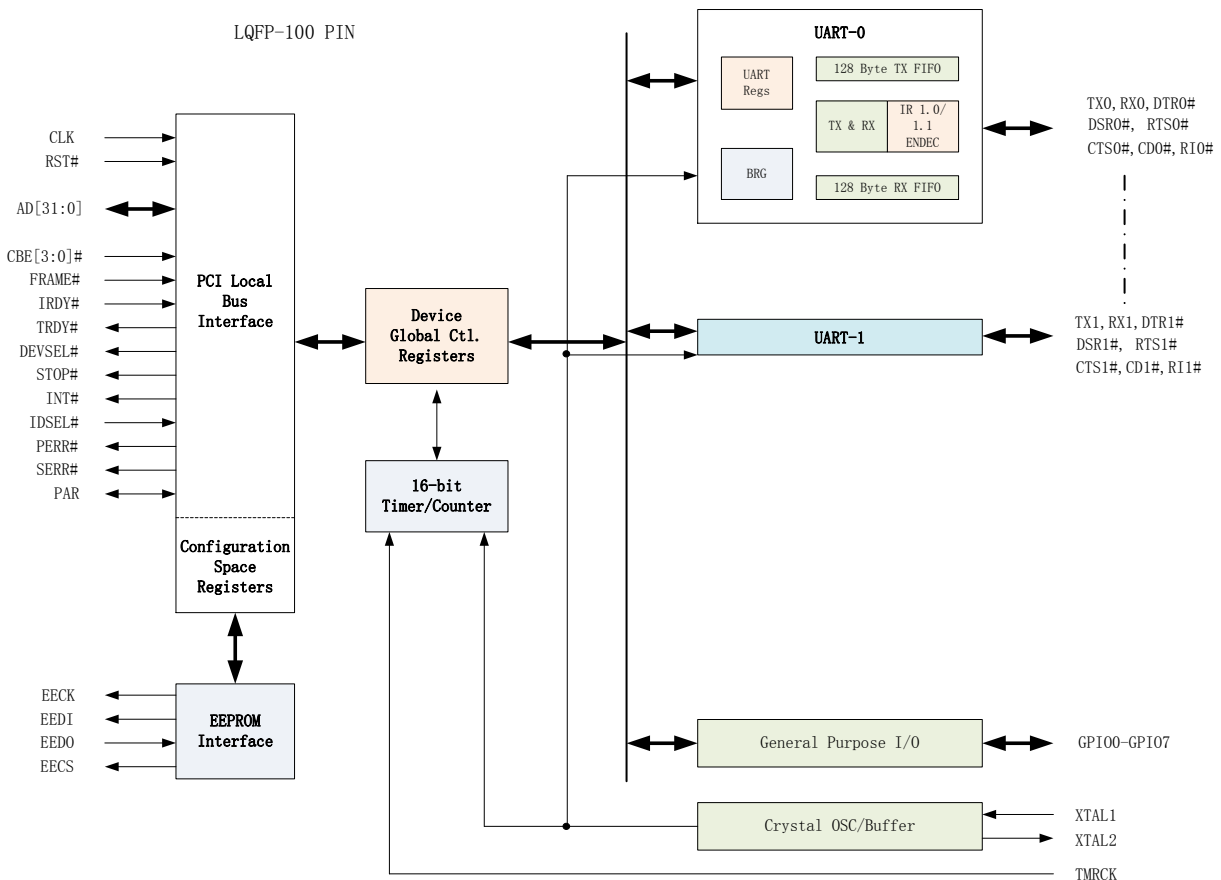 LQFP-100 PIN
CLK
RST#
AD[31:0]
CBE[3:0]#
FRAME#
IRDY#
TRDY#
DEVSEL#
STOP#
INT#
IDSEL#
PERR#
SERR#
PAR
PCI Local
Bus
Interface
Configuration
Space
Registers
EECK
EEDI
EEDO
EECS
EEPROM
Interface
Device
Global Ctl.
Registers
16-bit
Timer/Counter
UART-0
UART
Regs
BRG
128 Byte TX FIFO
TX & RX
IR 1.0/
1.1
ENDEC
128 Byte RX FIFO
TX0,RX0,DTR0#
DSR0#, RTS0#
CTS0#,CD0#,RI0#
UART-1
TX1,RX1,DTR1#
DSR1#, RTS1#
CTS1#,CD1#,RI1#
General Purpose I/O
GPIO0-GPIO7
Crystal OSC/Buffer
XTAL1
XTAL2
TMRCK